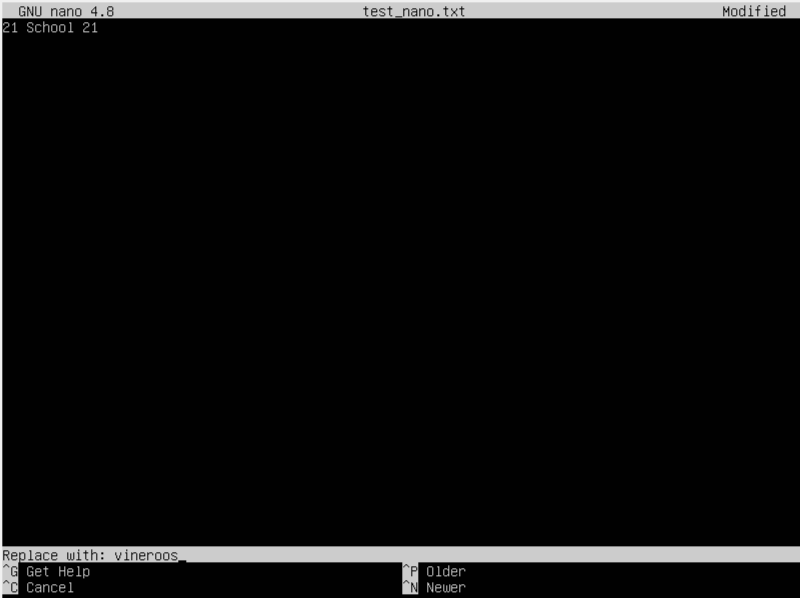 GNU nano 4.8 test_nano.txt Modified
21 School 21
Replace with: vineroos_
^G Get Help ^P Older
^C Cancel ^N Newer